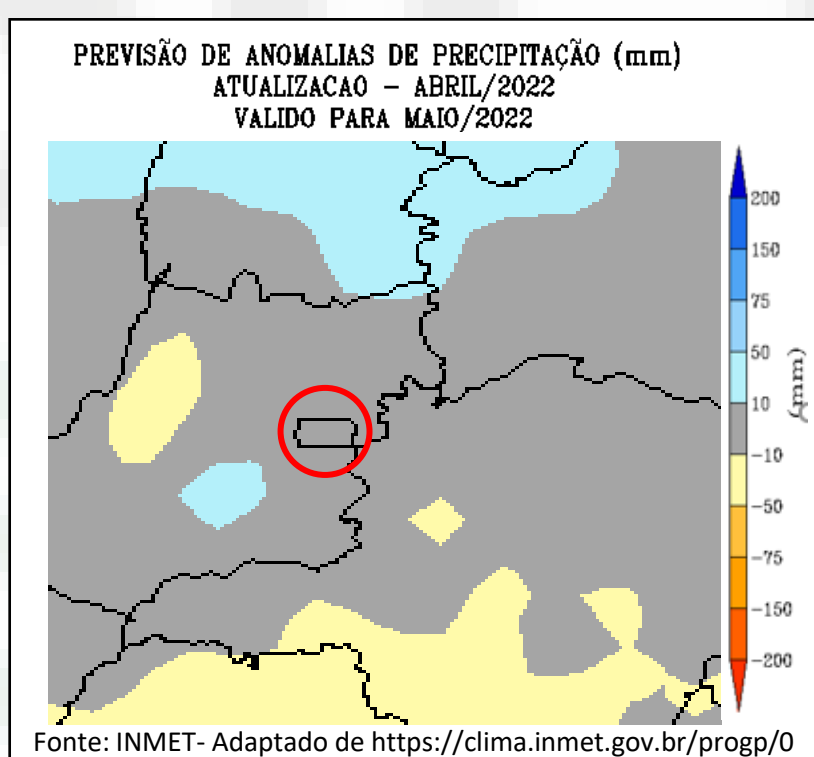 PREVISÃO DE ANOMALIAS DE PRECIPITAÇÃO (mm)
ATUALIZACAO – ABRIL/2022
VALIDO PARA MAIO/2022
200
150
75
50
10
−10
−50
−75
−150
−200
(mm)
Fonte: INMET- Adaptado de https://clima.inmet.gov.br/progp/0